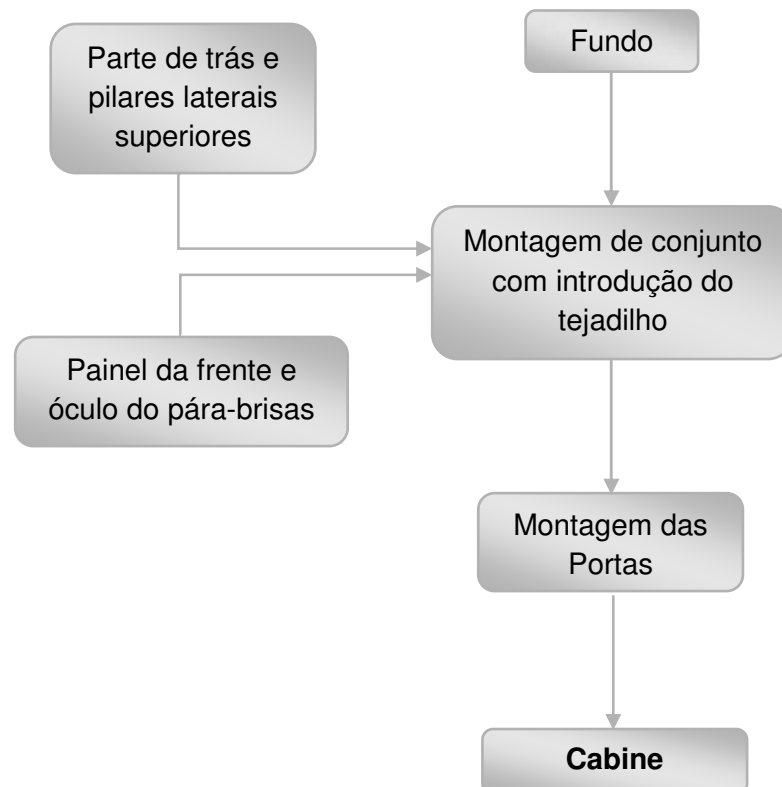 Parte de trás e
pilares laterais
superiores
Fundo
Montagem de conjunto
com introdução do
tejadilho
Painel da frente e
óculo do pára-brisas
Montagem das
Portas
Cabine